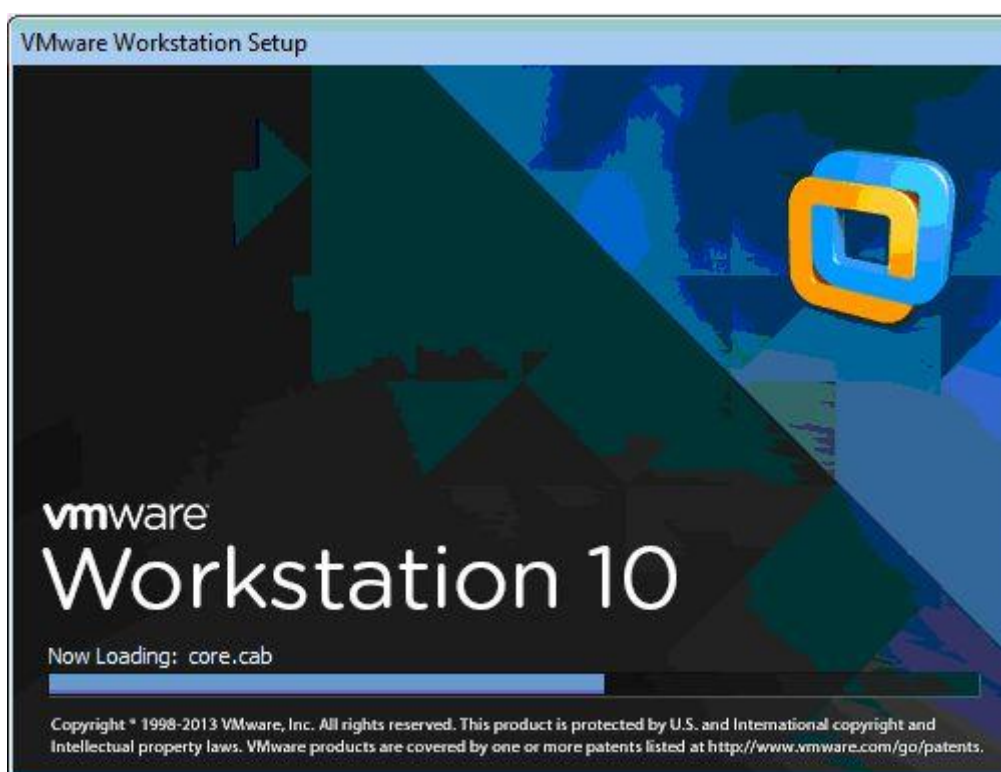 VMware Workstation Setup
vmware
Workstation 10
Now Loading: core.cab
Copyright © 1998-2013 VMware, Inc. All rights reserved. This product is protected by U.S. and International copyright and
Intellectual property laws. VMware products are covered by one or more patents listed at http://www.vmware.com/go/patents.